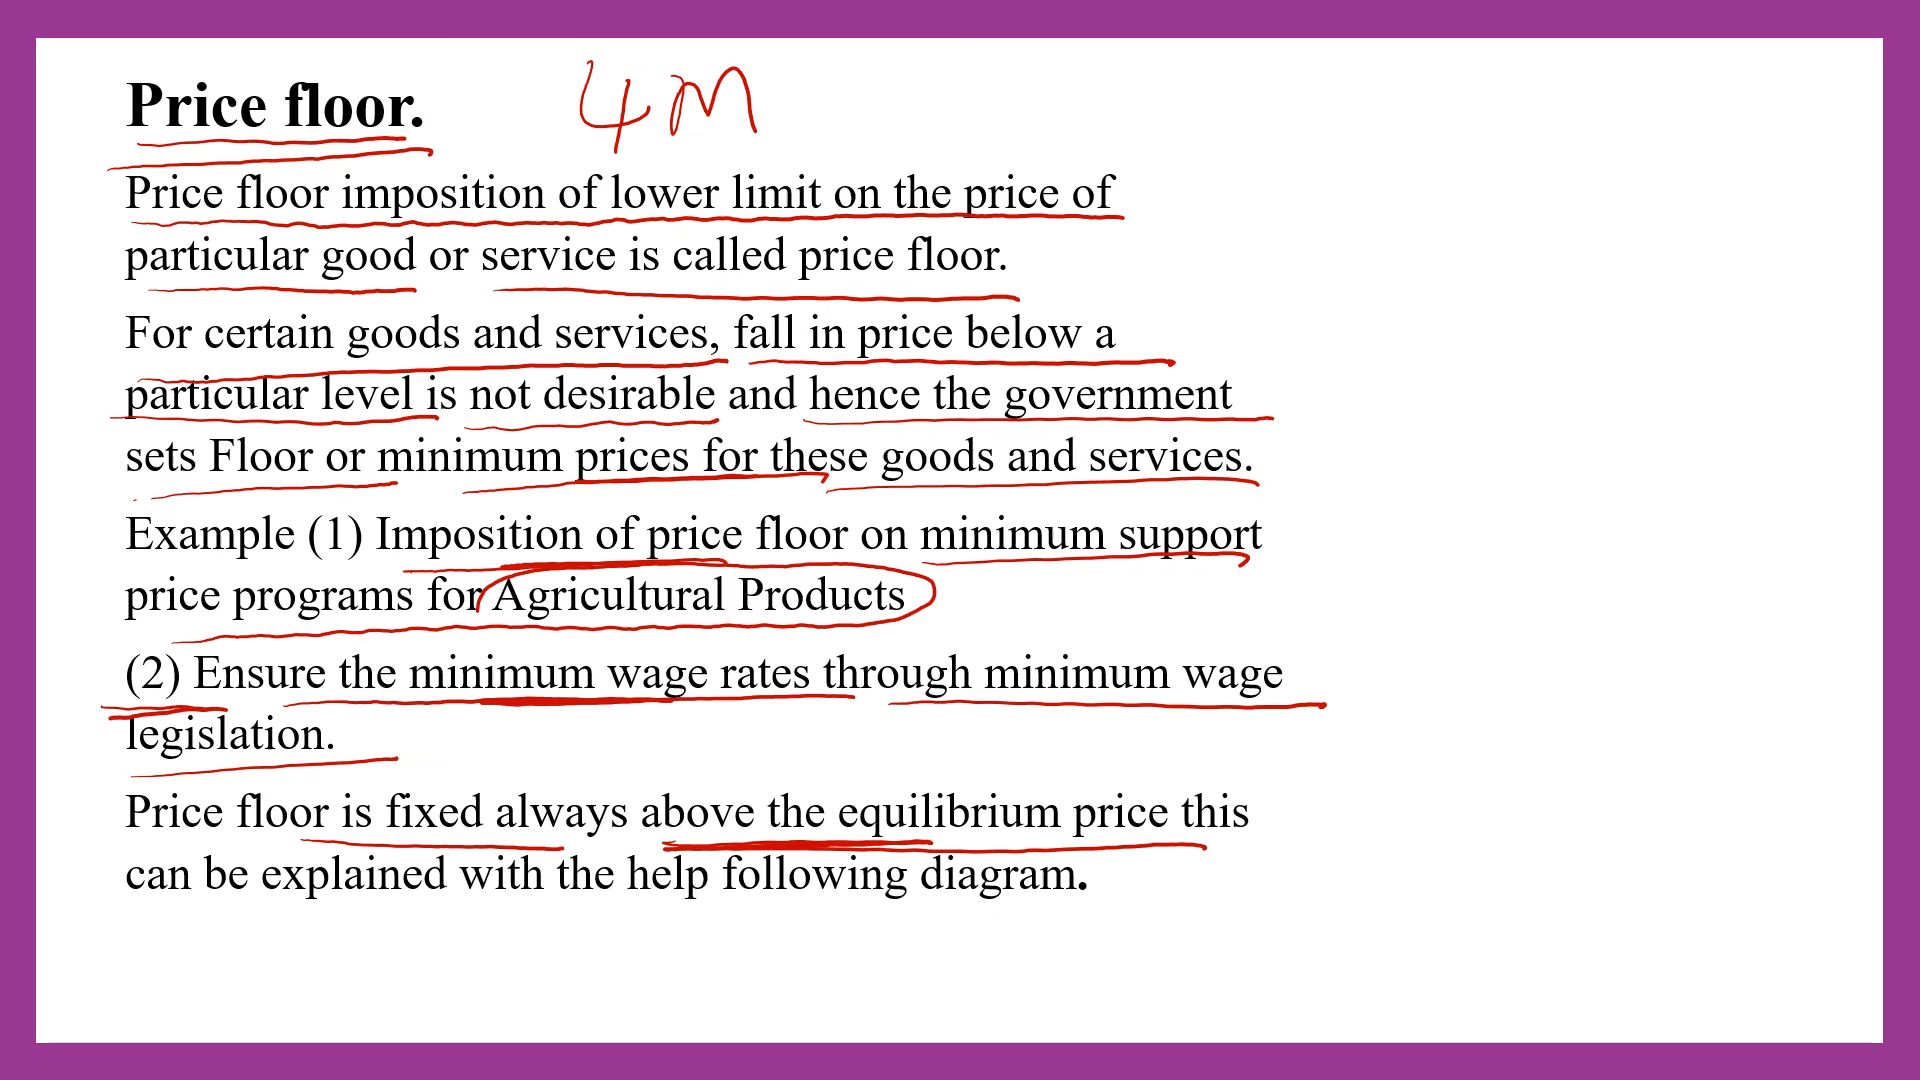 Price floor. 4M
Price floor imposition of lower limit on the price of
particular good or service is called price floor.
For certain goods and services, fall in price below a
particular level is not desirable and hence the government
sets Floor or minimum prices for these goods and services.
Example (1) Imposition of price floor on minimum support
price programs for Agricultural Products
(2) Ensure the minimum wage rates through minimum wage
legislation.
Price floor is fixed always above the equilibrium price this
can be explained with the help following diagram.